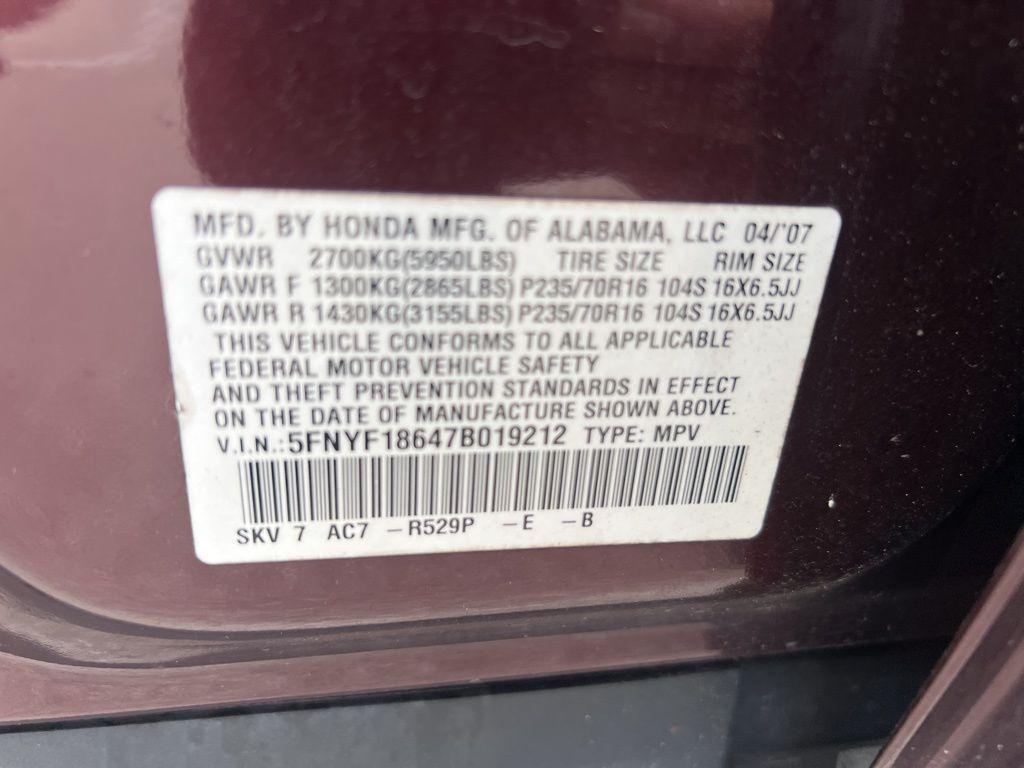 MFD. BY HONDA MFG. OF ALABAMA, LLC 04/'07
GVWR 2700KG(5950LBS) TIRE SIZE RIM SIZE
GAWR F 1300KG(2865LBS) P235/70R16 104S 16X6.5JJ
GAWR R 1430KG(3155LBS) P235/70R16 104S 16X6.5JJ
THIS VEHICLE CONFORMS TO ALL APPLICABLE
FEDERAL MOTOR VEHICLE SAFETY
AND THEFT PREVENTION STANDARDS IN EFFECT
ON THE DATE OF MANUFACTURE SHOWN ABOVE.
V.I.N.:5FNYF18647B019212 TYPE: MPV
SKV 7 AC7 –R529P –E –B